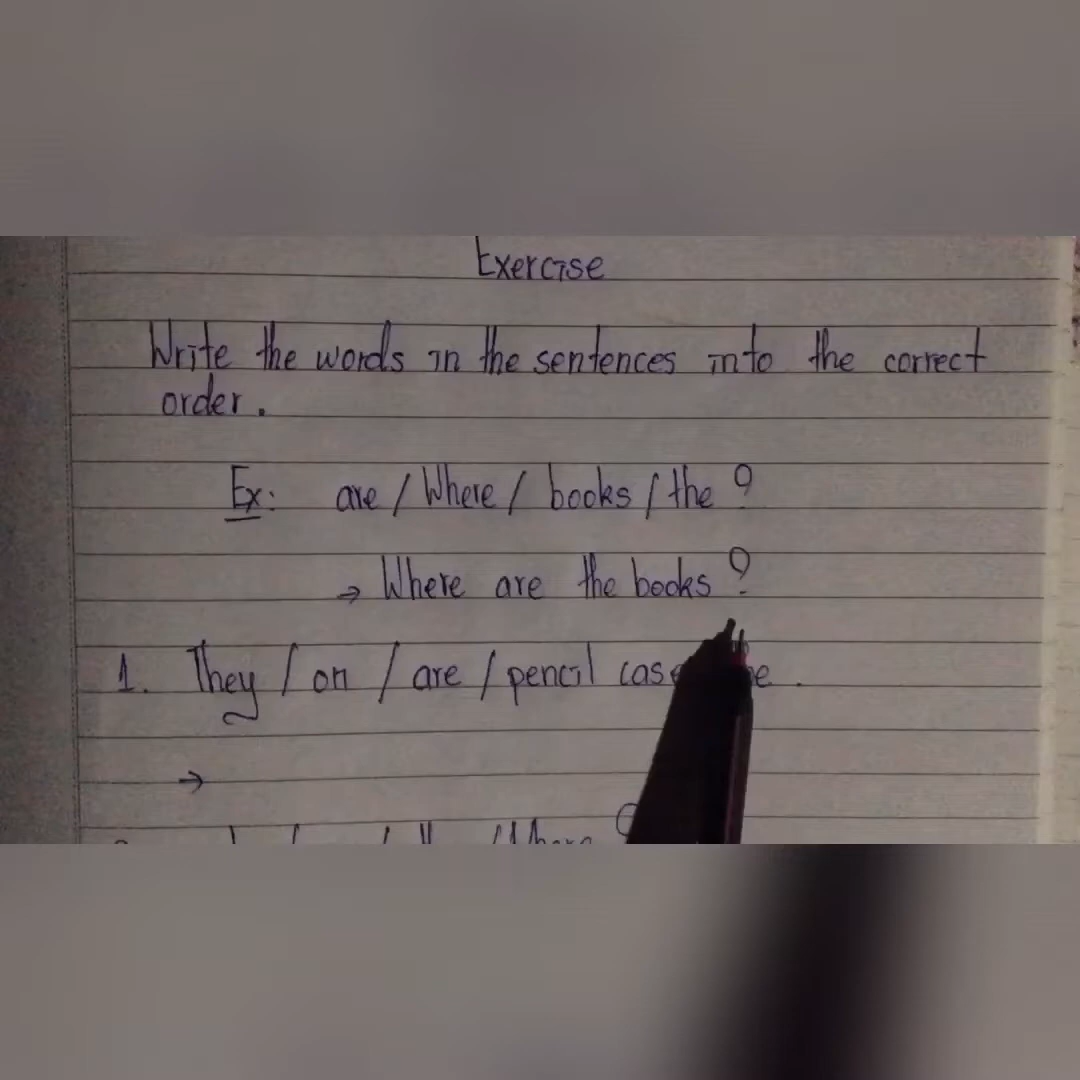 Exercise
Write the words in the sentences into the correct
order.
Ex: are / Where / books / the ?
→ Where are the books ?
1. They / on / are / pencil .
→